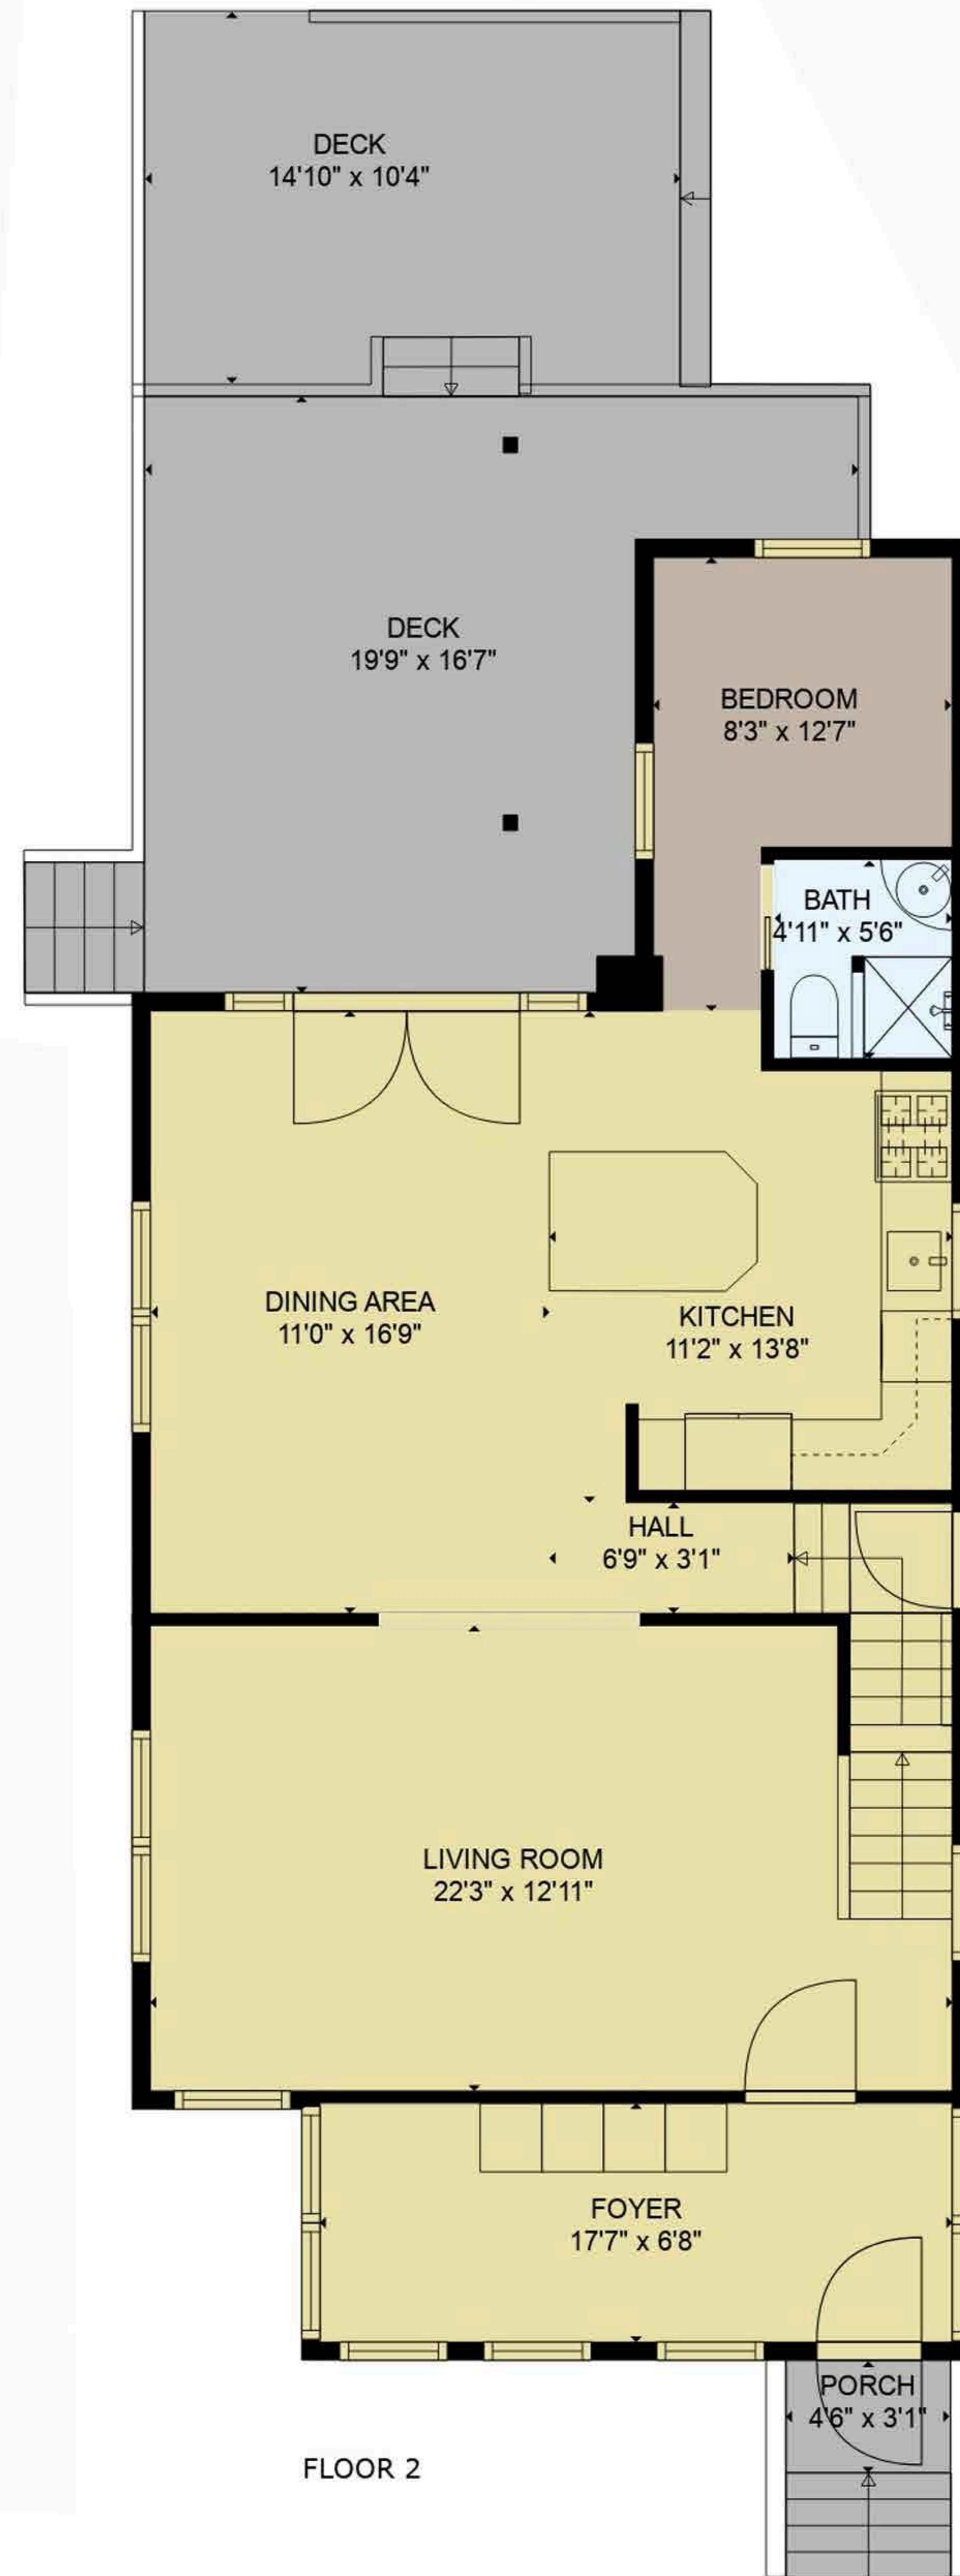 DECK
14'10" x 10'4"
DECK
19'9" x 16'7"
BEDROOM
8'3" x 12'7"
BATH
4'11" x 5'6"
DINING AREA
11'0" x 16'9"
KITCHEN
11'2" x 13'8"
HALL
6'9" x 3'1"
LIVING ROOM
22'3" x 12'11"
FOYER
17'7" x 6'8"
PORCH
4'6" x 3'1"
FLOOR 2